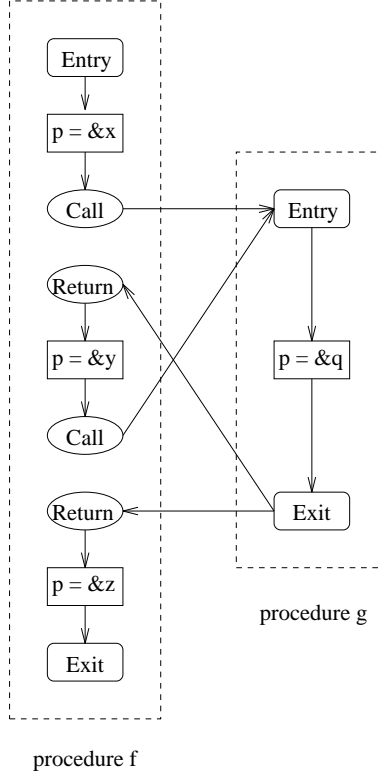 Entry
p = &x
Call
Return
p = &y
Call
Return
p = &z
Exit
procedure f
Entry
p = &q
Exit
procedure g